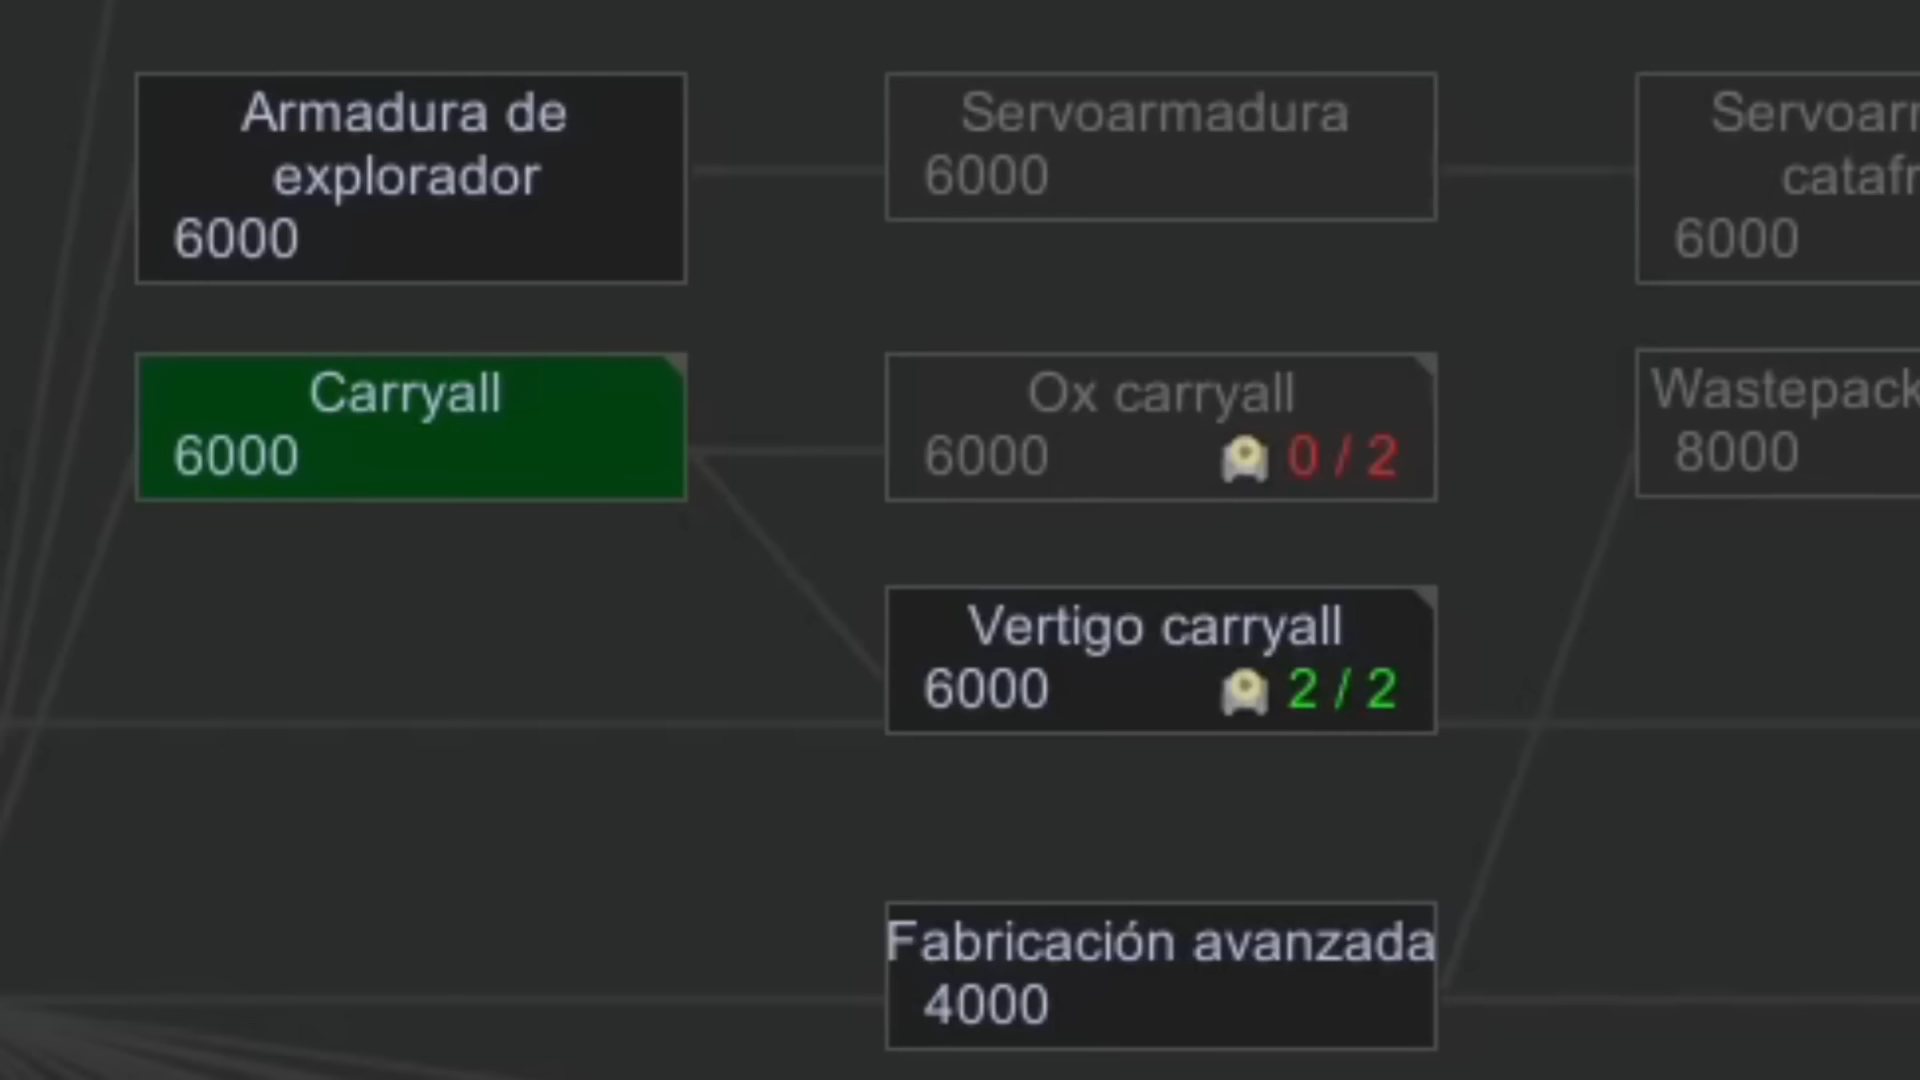 Armadura de
explorador
6000
Servoarmadura
6000
6000
Carryall
6000
Ox carryall
6000 0 / 2
Wastepack
8000
Vertigo carryall
6000 2 / 2
Fabricación avanzada
4000